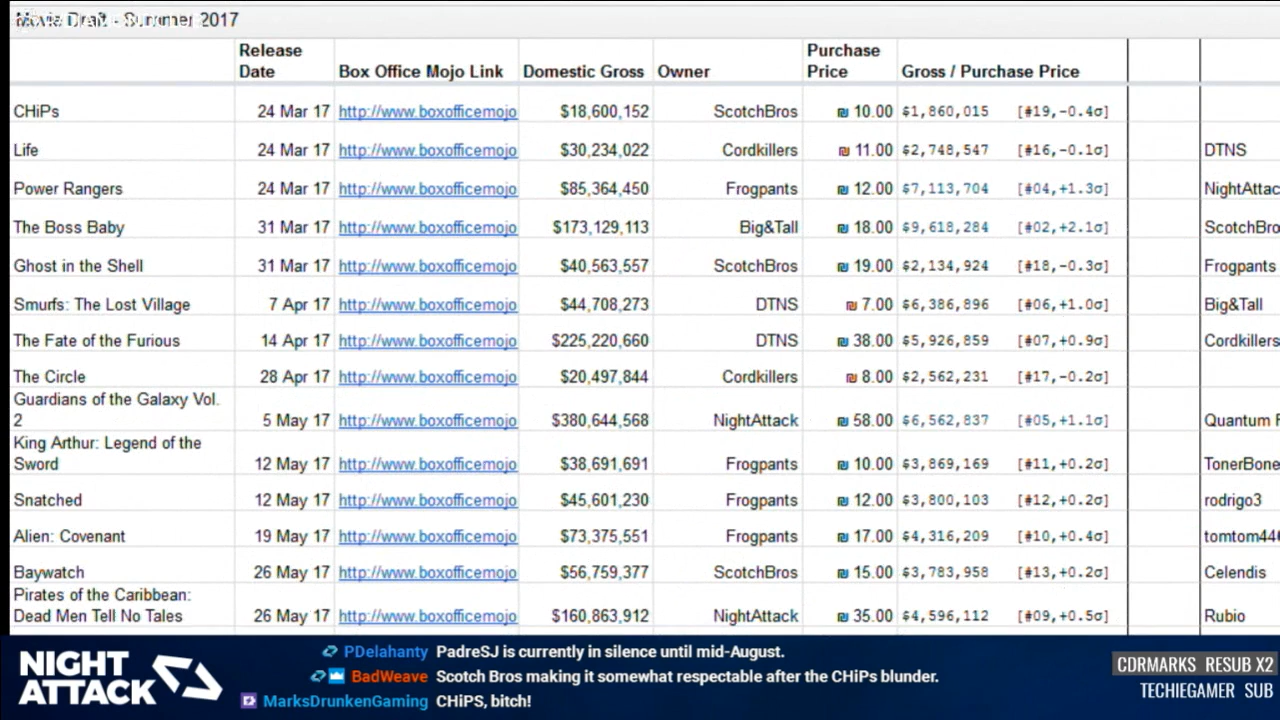 Movie Draft - Summer 2017
Release Date Box Office Mojo Link Domestic Gross Owner Purchase Price Gross / Purchase Price
CHiPs 24 Mar 17 http://www.boxofficemojo $18,600,152 ScotchBros ₪ 10.00 $1,860,015 [#19,-0.4σ]
Life 24 Mar 17 http://www.boxofficemojo $30,234,022 Cordkillers ₪ 11.00 $2,748,547 [#16,-0.1σ] DTNS
Power Rangers 24 Mar 17 http://www.boxofficemojo $85,364,450 Frogpants ₪ 12.00 $7,113,704 [#04,+1.3σ] NightAttac
The Boss Baby 31 Mar 17 http://www.boxofficemojo $173,129,113 Big&Tall ₪ 18.00 $9,618,284 [#02,+2.1σ] ScotchBro
Ghost in the Shell 31 Mar 17 http://www.boxofficemojo $40,563,557 ScotchBros ₪ 19.00 $2,134,924 [#18,-0.3σ] Frogpants
Smurfs: The Lost Village 7 Apr 17 http://www.boxofficemojo $44,708,273 DTNS ₪ 7.00 $6,386,896 [#06,+1.0σ] Big&Tall
The Fate of the Furious 14 Apr 17 http://www.boxofficemojo $225,220,660 DTNS ₪ 38.00 $5,926,859 [#07,+0.9σ] Cordkillers
The Circle 28 Apr 17 http://www.boxofficemojo $20,497,844 Cordkillers ₪ 8.00 $2,562,231 [#17,-0.2σ]
Guardians of the Galaxy Vol.
2 5 May 17 http://www.boxofficemojo $380,644,568 NightAttack ₪ 58.00 $6,562,837 [#05,+1.1σ] Quantum
King Arthur: Legend of the
Sword 12 May 17 http://www.boxofficemojo $38,691,691 Frogpants ₪ 10.00 $3,869,169 [#11,+0.2σ] TonerBone
Snatched 12 May 17 http://www.boxofficemojo $45,601,230 Frogpants ₪ 12.00 $3,800,103 [#12,+0.2σ] rodrigo3
Alien: Covenant 19 May 17 http://www.boxofficemojo $73,375,551 Frogpants ₪ 17.00 $4,316,209 [#10,+0.4σ] tomtom44
Baywatch 26 May 17 http://www.boxofficemojo $56,759,377 ScotchBros ₪ 15.00 $3,783,958 [#13,+0.2σ] Celendis
Pirates of the Caribbean:
Dead Men Tell No Tales 26 May 17 http://www.boxofficemojo $160,863,912 NightAttack ₪ 35.00 $4,596,112 [#09,+0.5σ] Rubio
NIGHT
ATTACK
PDelahanty PadreSJ is currently in silence until mid-August.
BadWeave Scotch Bros making it somewhat respectable after the CHiPs blunder.
MarksDrunkenGaming CHiPS, bitch!
CDRMARKS RESUB X2
TECHIEGAMER SUB